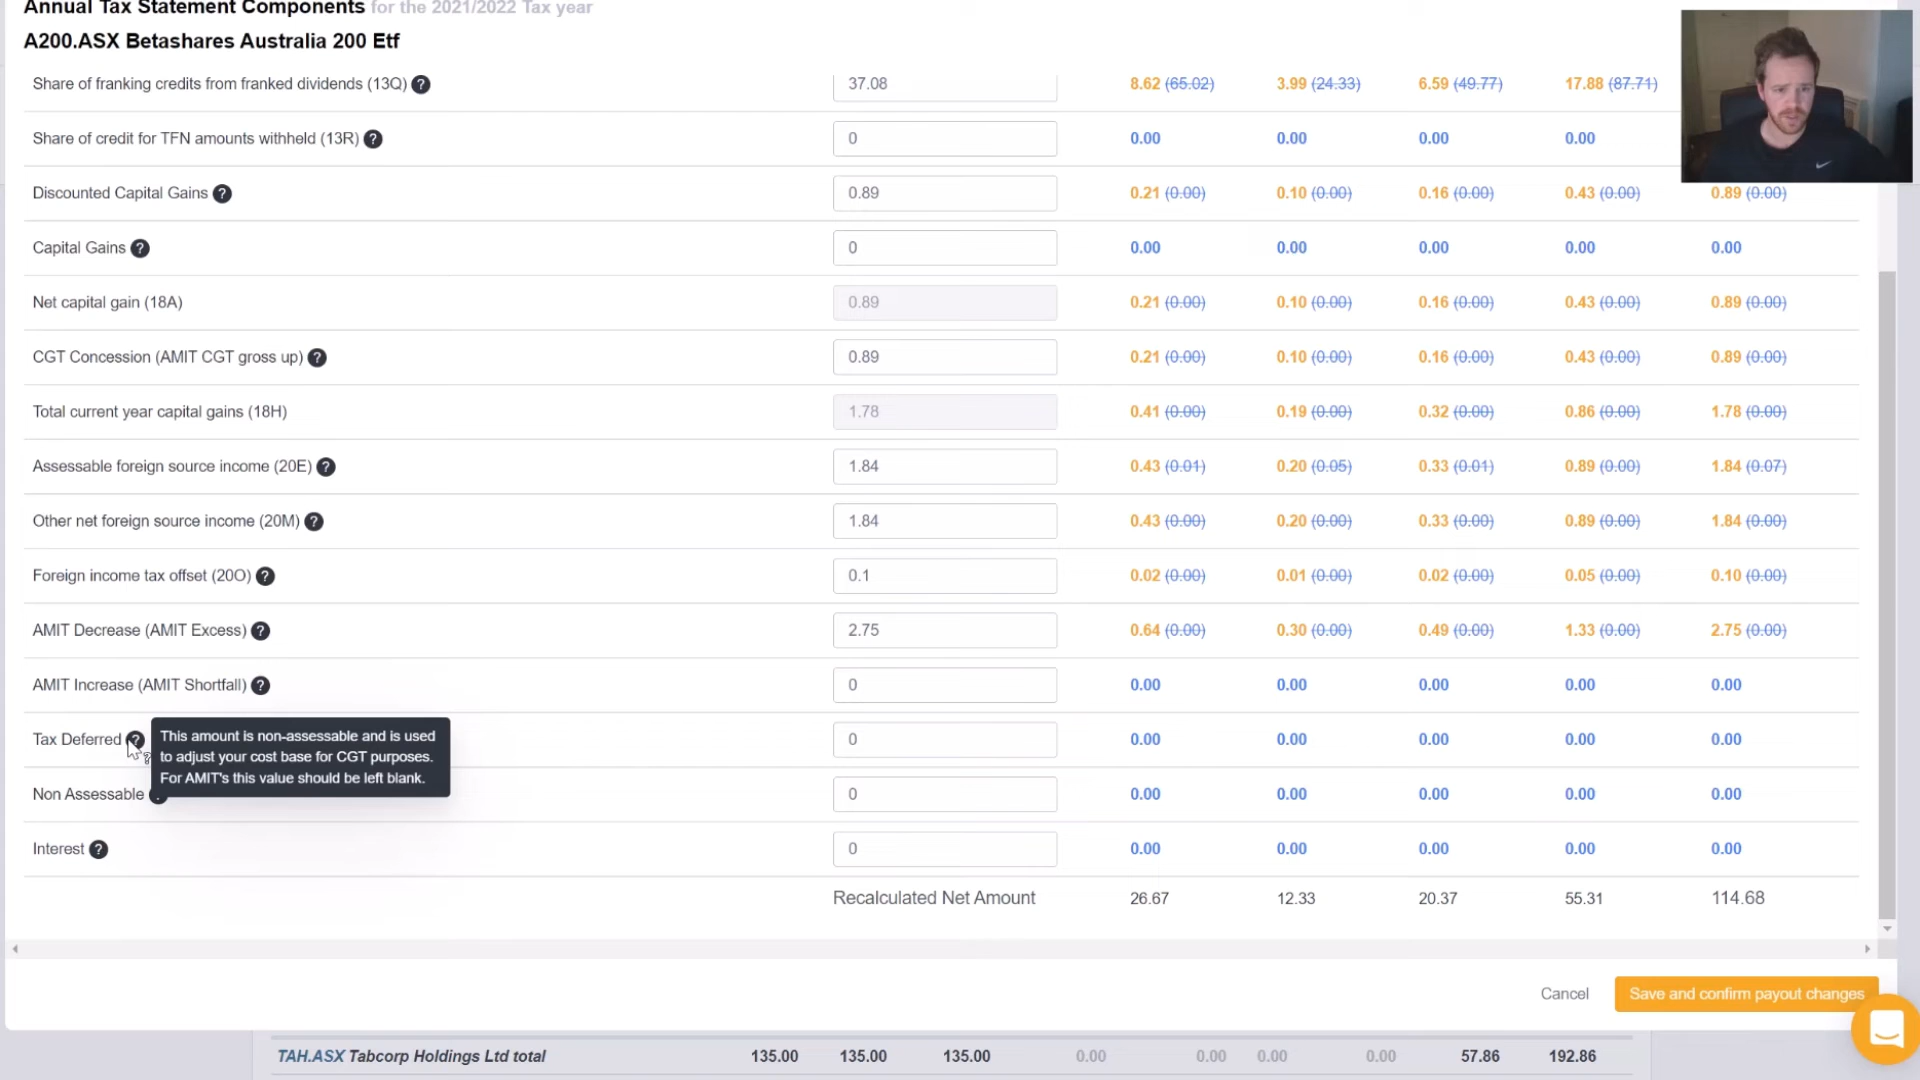 Annual Tax Statement Components for the 2021/2022 Tax year
A200.ASX Betashares Australia 200 Etf
Share of franking credits from franked dividends (13Q) ? 37.08 8.62 (65.02) 3.99 (24.33) 6.59 (49.77) 17.88 (87.71)
Share of credit for TFN amounts withheld (13R) ? 0 0.00 0.00 0.00 0.00
Discounted Capital Gains ? 0.89 0.21 (0.00) 0.10 (0.00) 0.16 (0.00) 0.43 (0.00) 0.89 (0.00)
Capital Gains ? 0 0.00 0.00 0.00 0.00 0.00
Net capital gain (18A) 0.89 0.21 (0.00) 0.10 (0.00) 0.16 (0.00) 0.43 (0.00) 0.89 (0.00)
CGT Concession (AMIT CGT gross up) ? 0.89 0.21 (0.00) 0.10 (0.00) 0.16 (0.00) 0.43 (0.00) 0.89 (0.00)
Total current year capital gains (18H) 1.78 0.41 (0.00) 0.19 (0.00) 0.32 (0.00) 0.86 (0.00) 1.78 (0.00)
Assessable foreign source income (20E) ? 1.84 0.43 (0.01) 0.20 (0.05) 0.33 (0.01) 0.89 (0.00) 1.84 (0.07)
Other net foreign source income (20M) ? 1.84 0.43 (0.00) 0.20 (0.00) 0.33 (0.00) 0.89 (0.00) 1.84 (0.00)
Foreign income tax offset (20O) ? 0.1 0.02 (0.00) 0.01 (0.00) 0.02 (0.00) 0.05 (0.00) 0.10 (0.00)
AMIT Decrease (AMIT Excess) ? 2.75 0.64 (0.00) 0.30 (0.00) 0.49 (0.00) 1.33 (0.00) 2.75 (0.00)
AMIT Increase (AMIT Shortfall) ? 0 0.00 0.00 0.00 0.00 0.00
Tax Deferred ? 0 0.00 0.00 0.00 0.00 0.00
This amount is non-assessable and is used
to adjust your cost base for CGT purposes.
For AMIT's this value should be left blank.
Non Assessable 0 0.00 0.00 0.00 0.00 0.00
Interest ? 0 0.00 0.00 0.00 0.00 0.00
Recalculated Net Amount 26.67 12.33 20.37 55.31 114.68
Cancel Save and confirm payout changes
TAH.ASX Tabcorp Holdings Ltd total 135.00 135.00 135.00 0.00 0.00 0.00 0.00 57.86 192.86